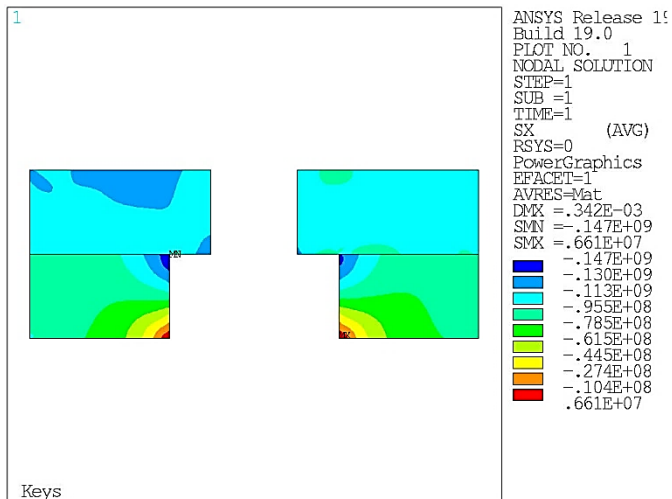 1
ANSYS Release 19
Build 19.0
PLOT NO. 1
NODAL SOLUTION
STEP=1
SUB =1
TIME=1
SX (AVG)
RSYS=0
PowerGraphics
EFACET=1
AVRES=Mat
DMX =.342E-03
SMN =-.147E+09
SMX =.661E+07
-.147E+09
-.130E+09
-.113E+09
-.955E+08
-.785E+08
-.615E+08
-.445E+08
-.274E+08
-.104E+08
.661E+07
MN
MX
Keys